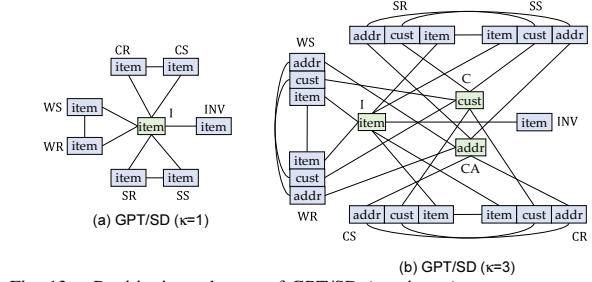 CR CS
item item
WS item I INV
item item
WR item
item item
SR SS
(a) GPT/SD (κ=1)
SR SS
addr cust item item cust addr
WS
addr
cust
item
C
cust
I
item
item INV
addr
CA
item
cust
addr
WR
addr cust item item cust addr
CS CR
(b) GPT/SD (κ=3)